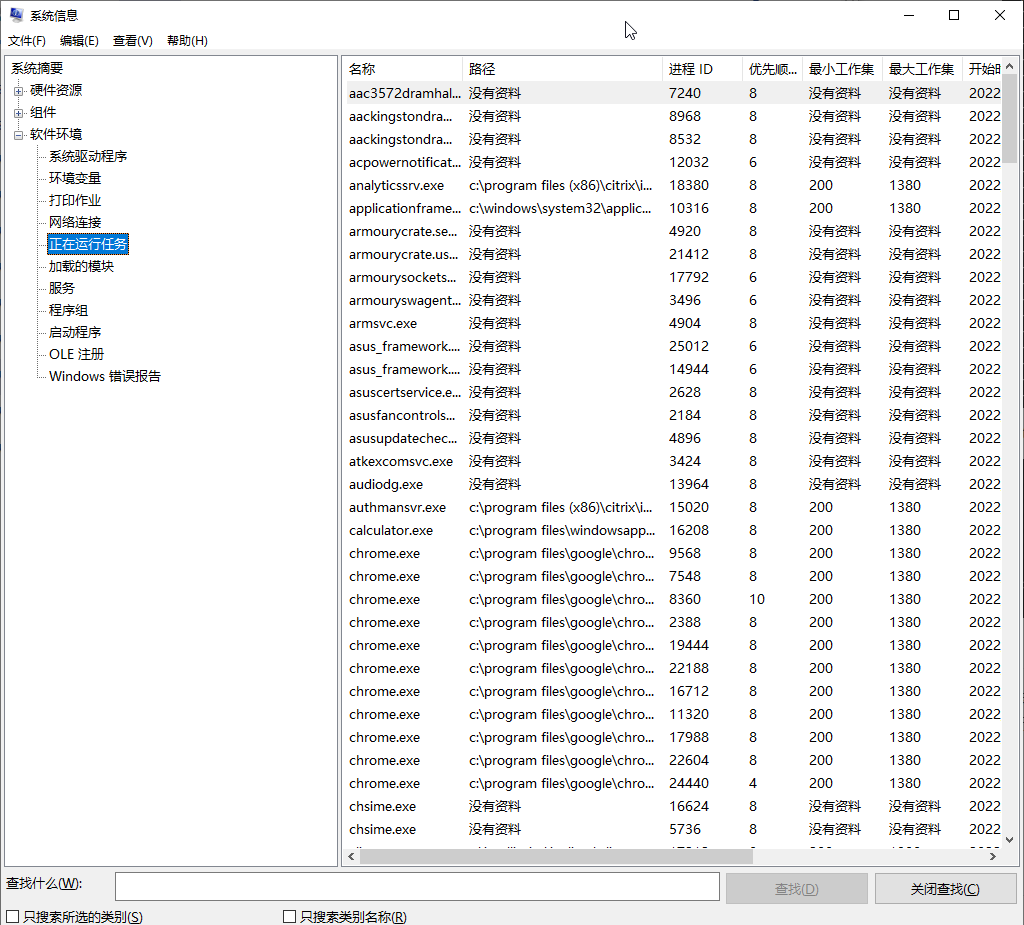 系统信息
文件(F) 编辑(E) 查看(V) 帮助(H)
系统摘要
硬件资源
组件
软件环境
系统驱动程序
环境变量
打印作业
网络连接
正在运行任务
加载的模块
服务
程序组
启动程序
OLE 注册
Windows 错误报告
名称 路径 进程 ID 优先顺... 最小工作集 最大工作集 开始时
aac3572dramhal... 没有资料 7240 8 没有资料 没有资料 2022
aackingstondra... 没有资料 8968 8 没有资料 没有资料 2022
aackingstondra... 没有资料 8532 8 没有资料 没有资料 2022
acpowernotificat... 没有资料 12032 6 没有资料 没有资料 2022
analyticssrv.exe c:\program files (x86)\citrix\i... 18380 8 200 1380 2022
applicationframe... c:\windows\system32\applic... 10316 8 200 1380 2022
armourycrate.se... 没有资料 4920 8 没有资料 没有资料 2022
armourycrate.us... 没有资料 21412 8 没有资料 没有资料 2022
armourysockets... 没有资料 17792 6 没有资料 没有资料 2022
armouryswagent... 没有资料 3496 6 没有资料 没有资料 2022
armsvc.exe 没有资料 4904 8 没有资料 没有资料 2022
asus_framework.... 没有资料 25012 6 没有资料 没有资料 2022
asus_framework.... 没有资料 14944 6 没有资料 没有资料 2022
asuscertservice.e... 没有资料 2628 8 没有资料 没有资料 2022
asusfancontrols... 没有资料 2184 8 没有资料 没有资料 2022
asusupdatechec... 没有资料 4896 8 没有资料 没有资料 2022
atkexcomsvc.exe 没有资料 3424 8 没有资料 没有资料 2022
audiodg.exe 没有资料 13964 8 没有资料 没有资料 2022
authmansvr.exe c:\program files (x86)\citrix\i... 15020 8 200 1380 2022
calculator.exe c:\program files\windowsapp... 16208 8 200 1380 2022
chrome.exe c:\program files\google\chro... 9568 8 200 1380 2022
chrome.exe c:\program files\google\chro... 7548 8 200 1380 2022
chrome.exe c:\program files\google\chro... 8360 10 200 1380 2022
chrome.exe c:\program files\google\chro... 2388 8 200 1380 2022
chrome.exe c:\program files\google\chro... 19444 8 200 1380 2022
chrome.exe c:\program files\google\chro... 22188 8 200 1380 2022
chrome.exe c:\program files\google\chro... 16712 8 200 1380 2022
chrome.exe c:\program files\google\chro... 11320 8 200 1380 2022
chrome.exe c:\program files\google\chro... 17988 8 200 1380 2022
chrome.exe c:\program files\google\chro... 22604 8 200 1380 2022
chrome.exe c:\program files\google\chro... 24440 4 200 1380 2022
chsime.exe 没有资料 16624 8 没有资料 没有资料 2022
chsime.exe 没有资料 5736 8 没有资料 没有资料 2022
查找什么(W): 查找(D) 关闭查找(C)
只搜索所选的类别(S) 只搜索类别名称(R)